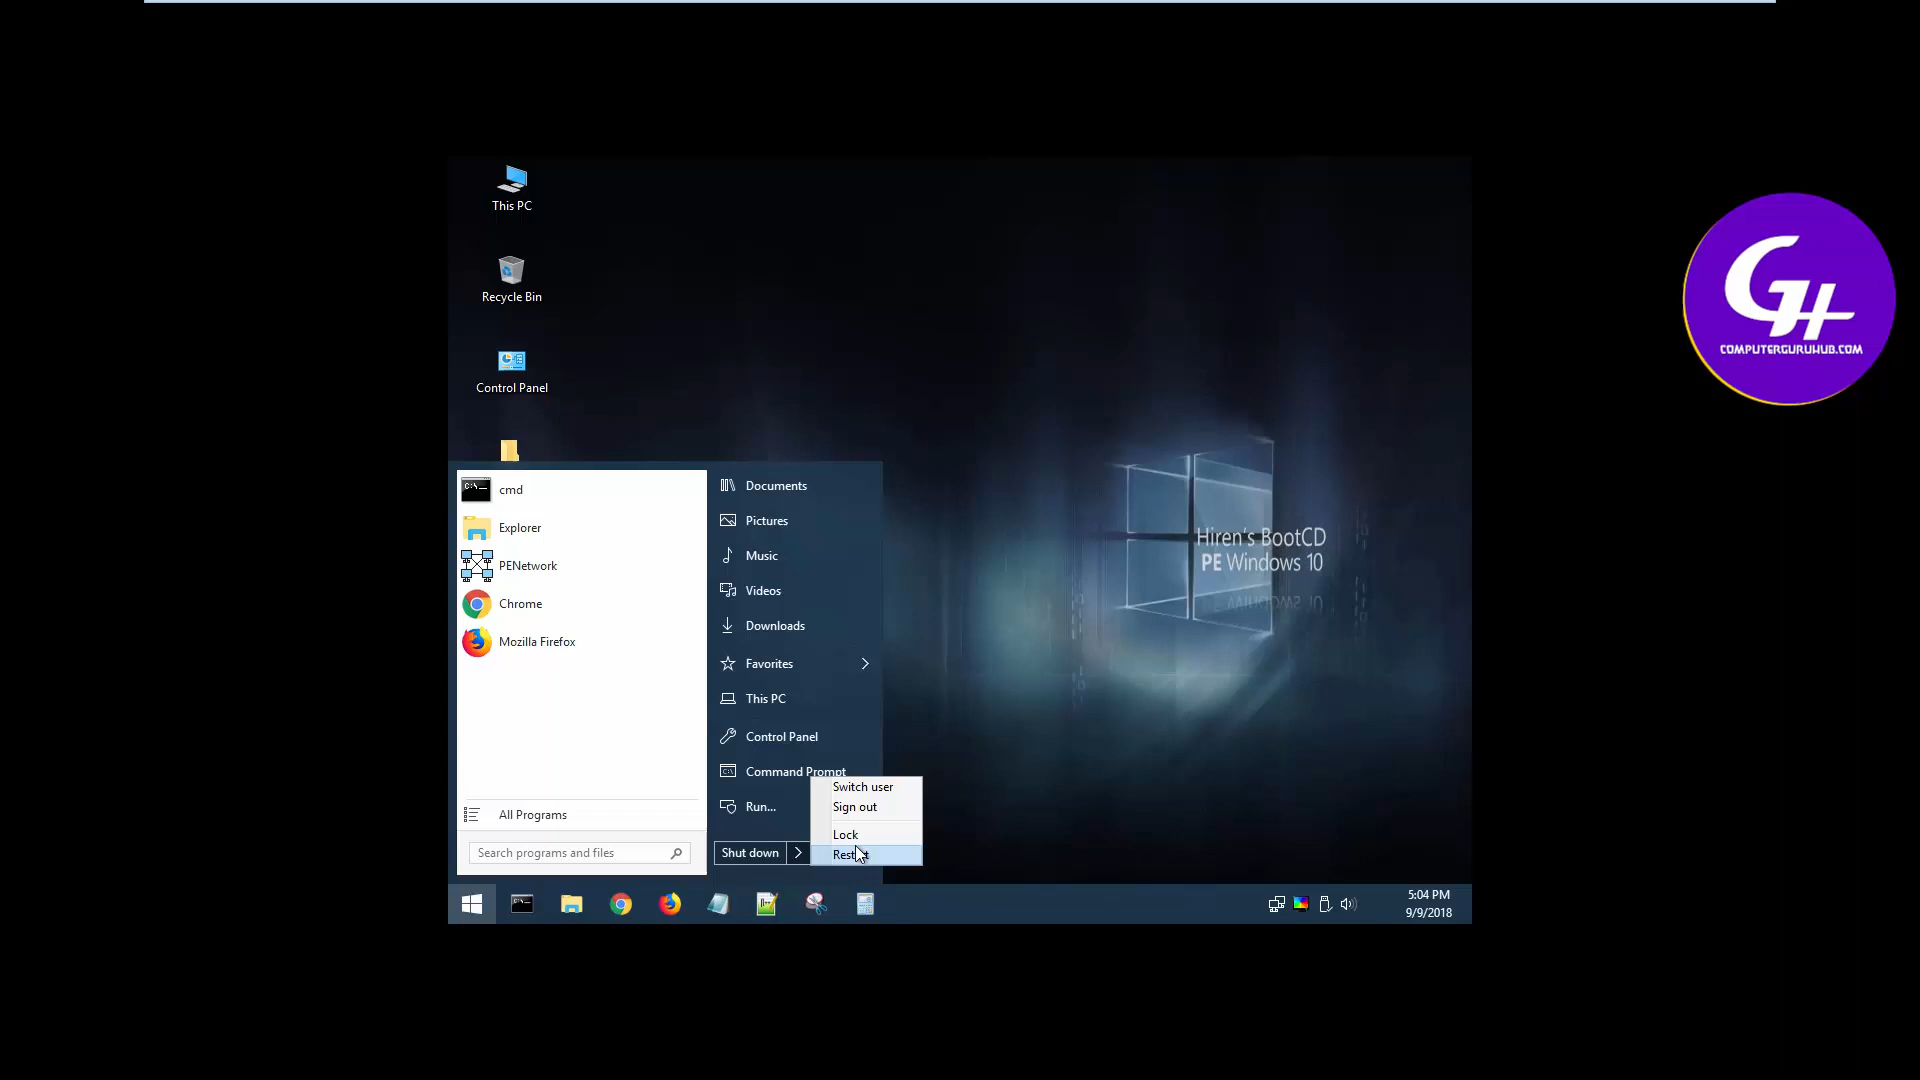 This PC
Recycle Bin
Control Panel
cmd
Explorer
PENetwork
Chrome
Mozilla Firefox
All Programs
Search programs and files
Documents
Pictures
Music
Videos
Downloads
Favorites
This PC
Control Panel
Command Prompt
Run...
Shut down
Switch user
Sign out
Lock
Restart
Hiren's BootCD
PE Windows 10
5:04 PM
9/9/2018
GH
COMPUTERGURUHUB.COM